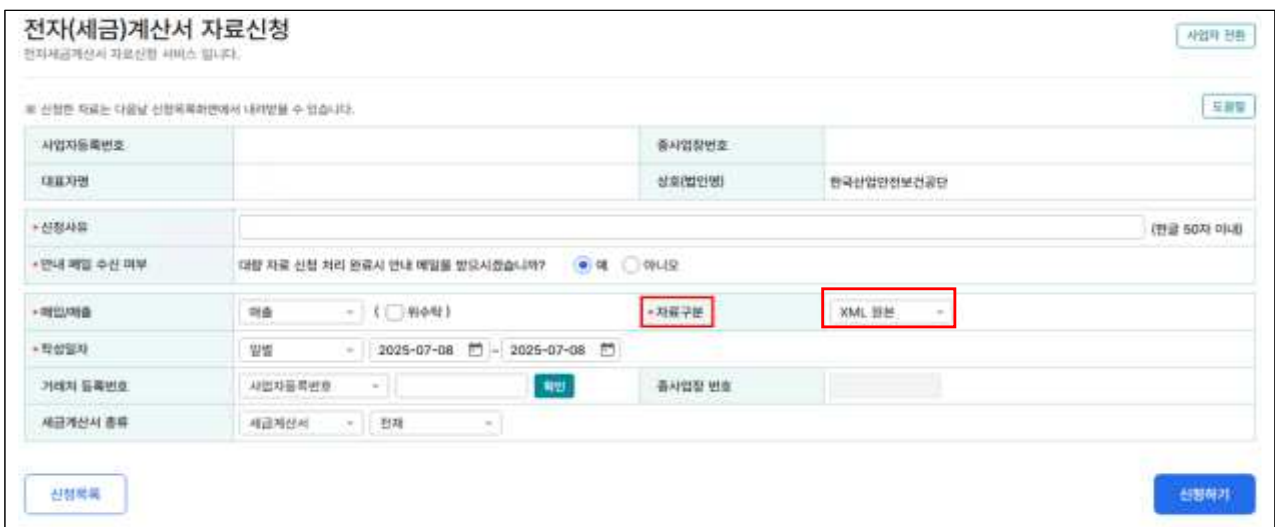 전자(세금)계산서 자료신청
사업자 전환
전자세금계산서 자료신청 서비스 입니다.
※ 신청한 자료는 다음날 신청목록화면에서 내려받을 수 있습니다.
도움말
사업자등록번호 종사업장번호
대표자명 상호(법인명) 한국산업안전보건공단
* 신청사유 (한글 50자 이내)
* 안내 메일 수신 여부 대량 자료 신청 처리 완료시 안내 메일을 받으시겠습니까? 예 아니오
* 매입/매출 매출 ( 위수탁 ) * 자료구분 XML 원본
* 작성일자 일별 2025-07-08 ~ 2025-07-08
거래처 등록번호 사업자등록번호 확인 종사업장 번호
세금계산서 종류 세금계산서 전체
신청목록 신청하기